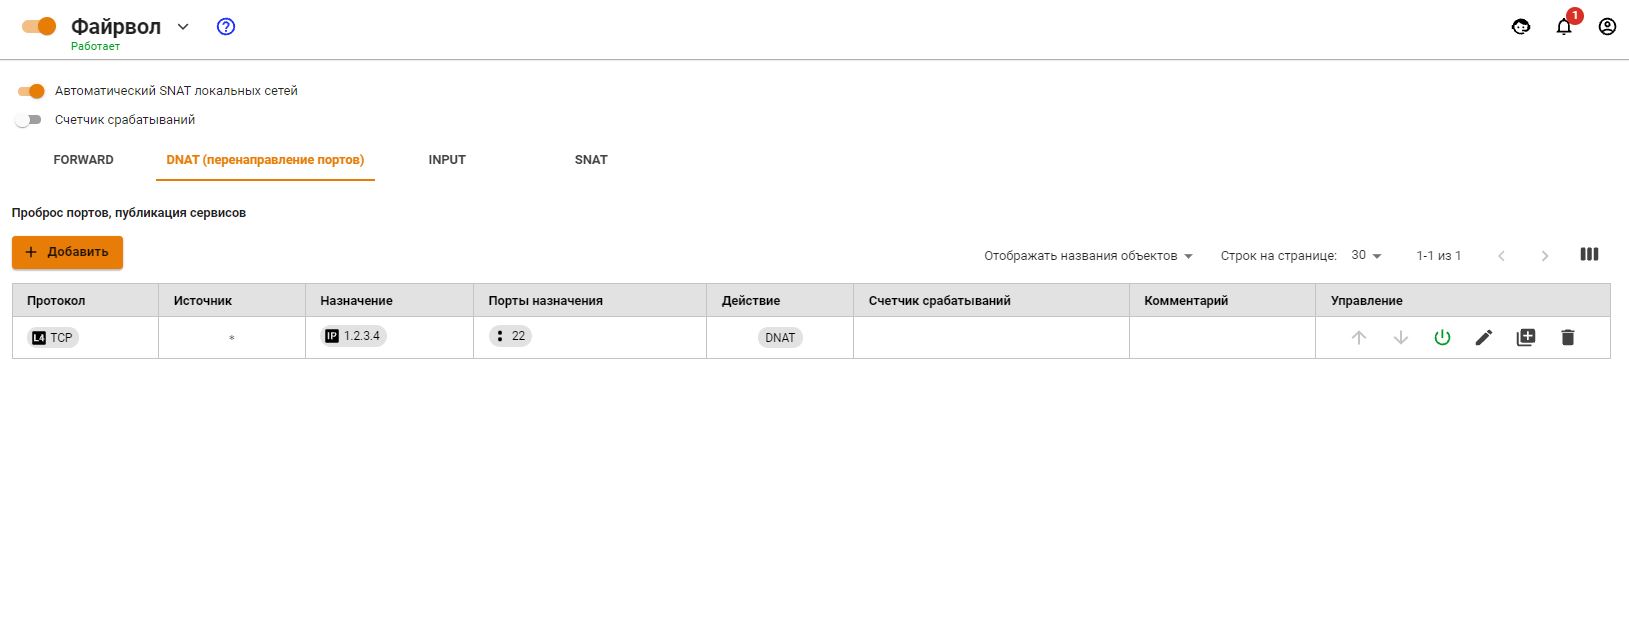 Файрвол
1
Работает
Автоматический SNAT локальных сетей
Счетчик срабатываний
FORWARD DNAT (перенаправление портов) INPUT SNAT
Проброс портов, публикация сервисов
+ Добавить Отображать названия объектов Строк на странице: 30 1-1 из 1
Протокол Источник Назначение Порты назначения Действие Счетчик срабатываний Комментарий Управление
L4 TCP * IP 1.2.3.4 : 22 DNAT